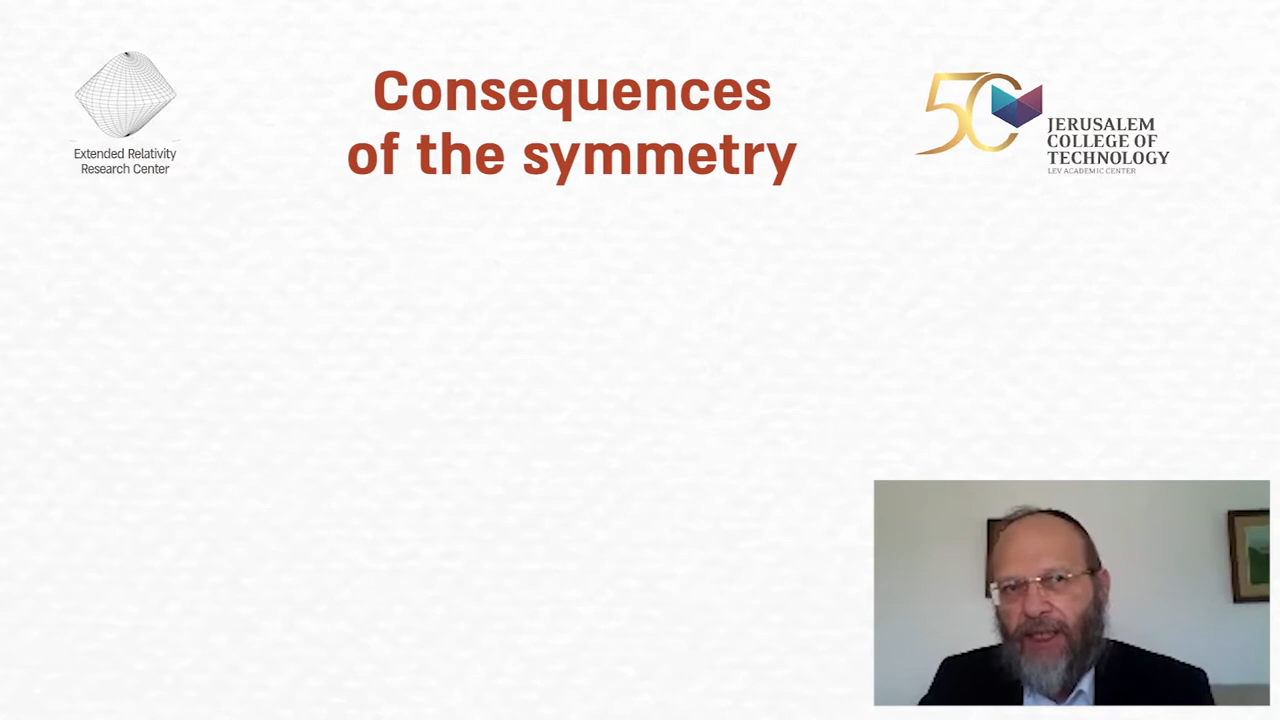 Extended Relativity
Research Center
Consequences
of the symmetry
50
JERUSALEM
COLLEGE OF
TECHNOLOGY
LEV ACADEMIC CENTER